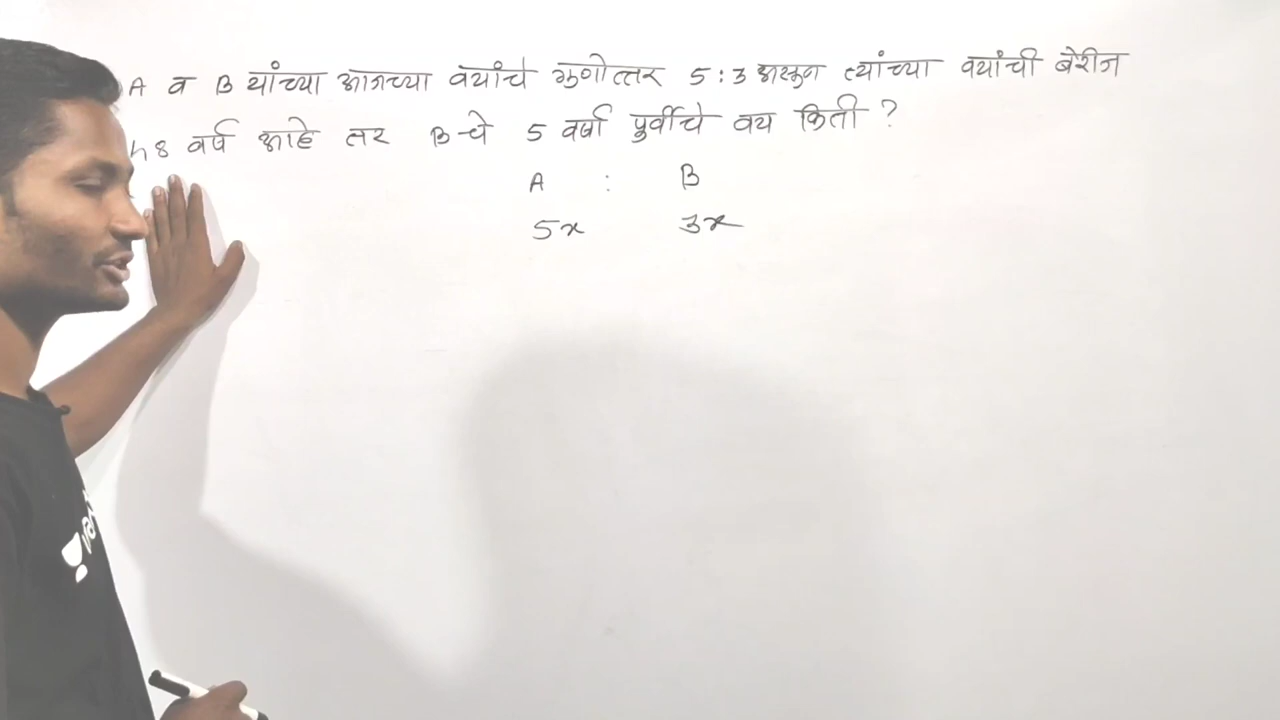 A व B यांच्या आजच्या वयांचे गुणोत्तर 5 : 3 असून त्यांच्या वयांची बेरीज
48 वर्ष आहे तर B चे 5 वर्षा पुर्वीचे वय किती ?
A : B
5x 3x